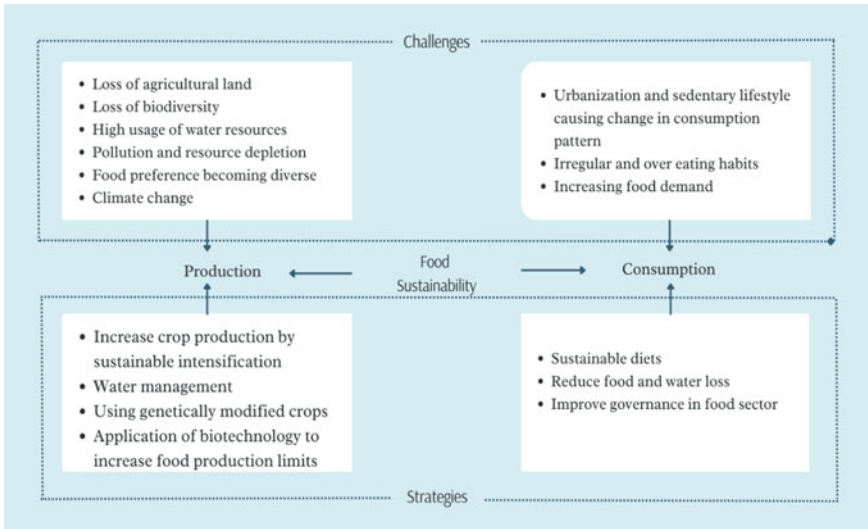 Challenges
• Loss of agricultural land
• Loss of biodiversity
• High usage of water resources
• Pollution and resource depletion
• Food preference becoming diverse
• Climate change
• Urbanization and sedentary lifestyle
causing change in consumption
pattern
• Irregular and over eating habits
• Increasing food demand
Production
Food
Sustainability
Consumption
• Increase crop production by
sustainable intensification
• Water management
• Using genetically modified crops
• Application of biotechnology to
increase food production limits
• Sustainable diets
• Reduce food and water loss
• Improve governance in food sector
Strategies